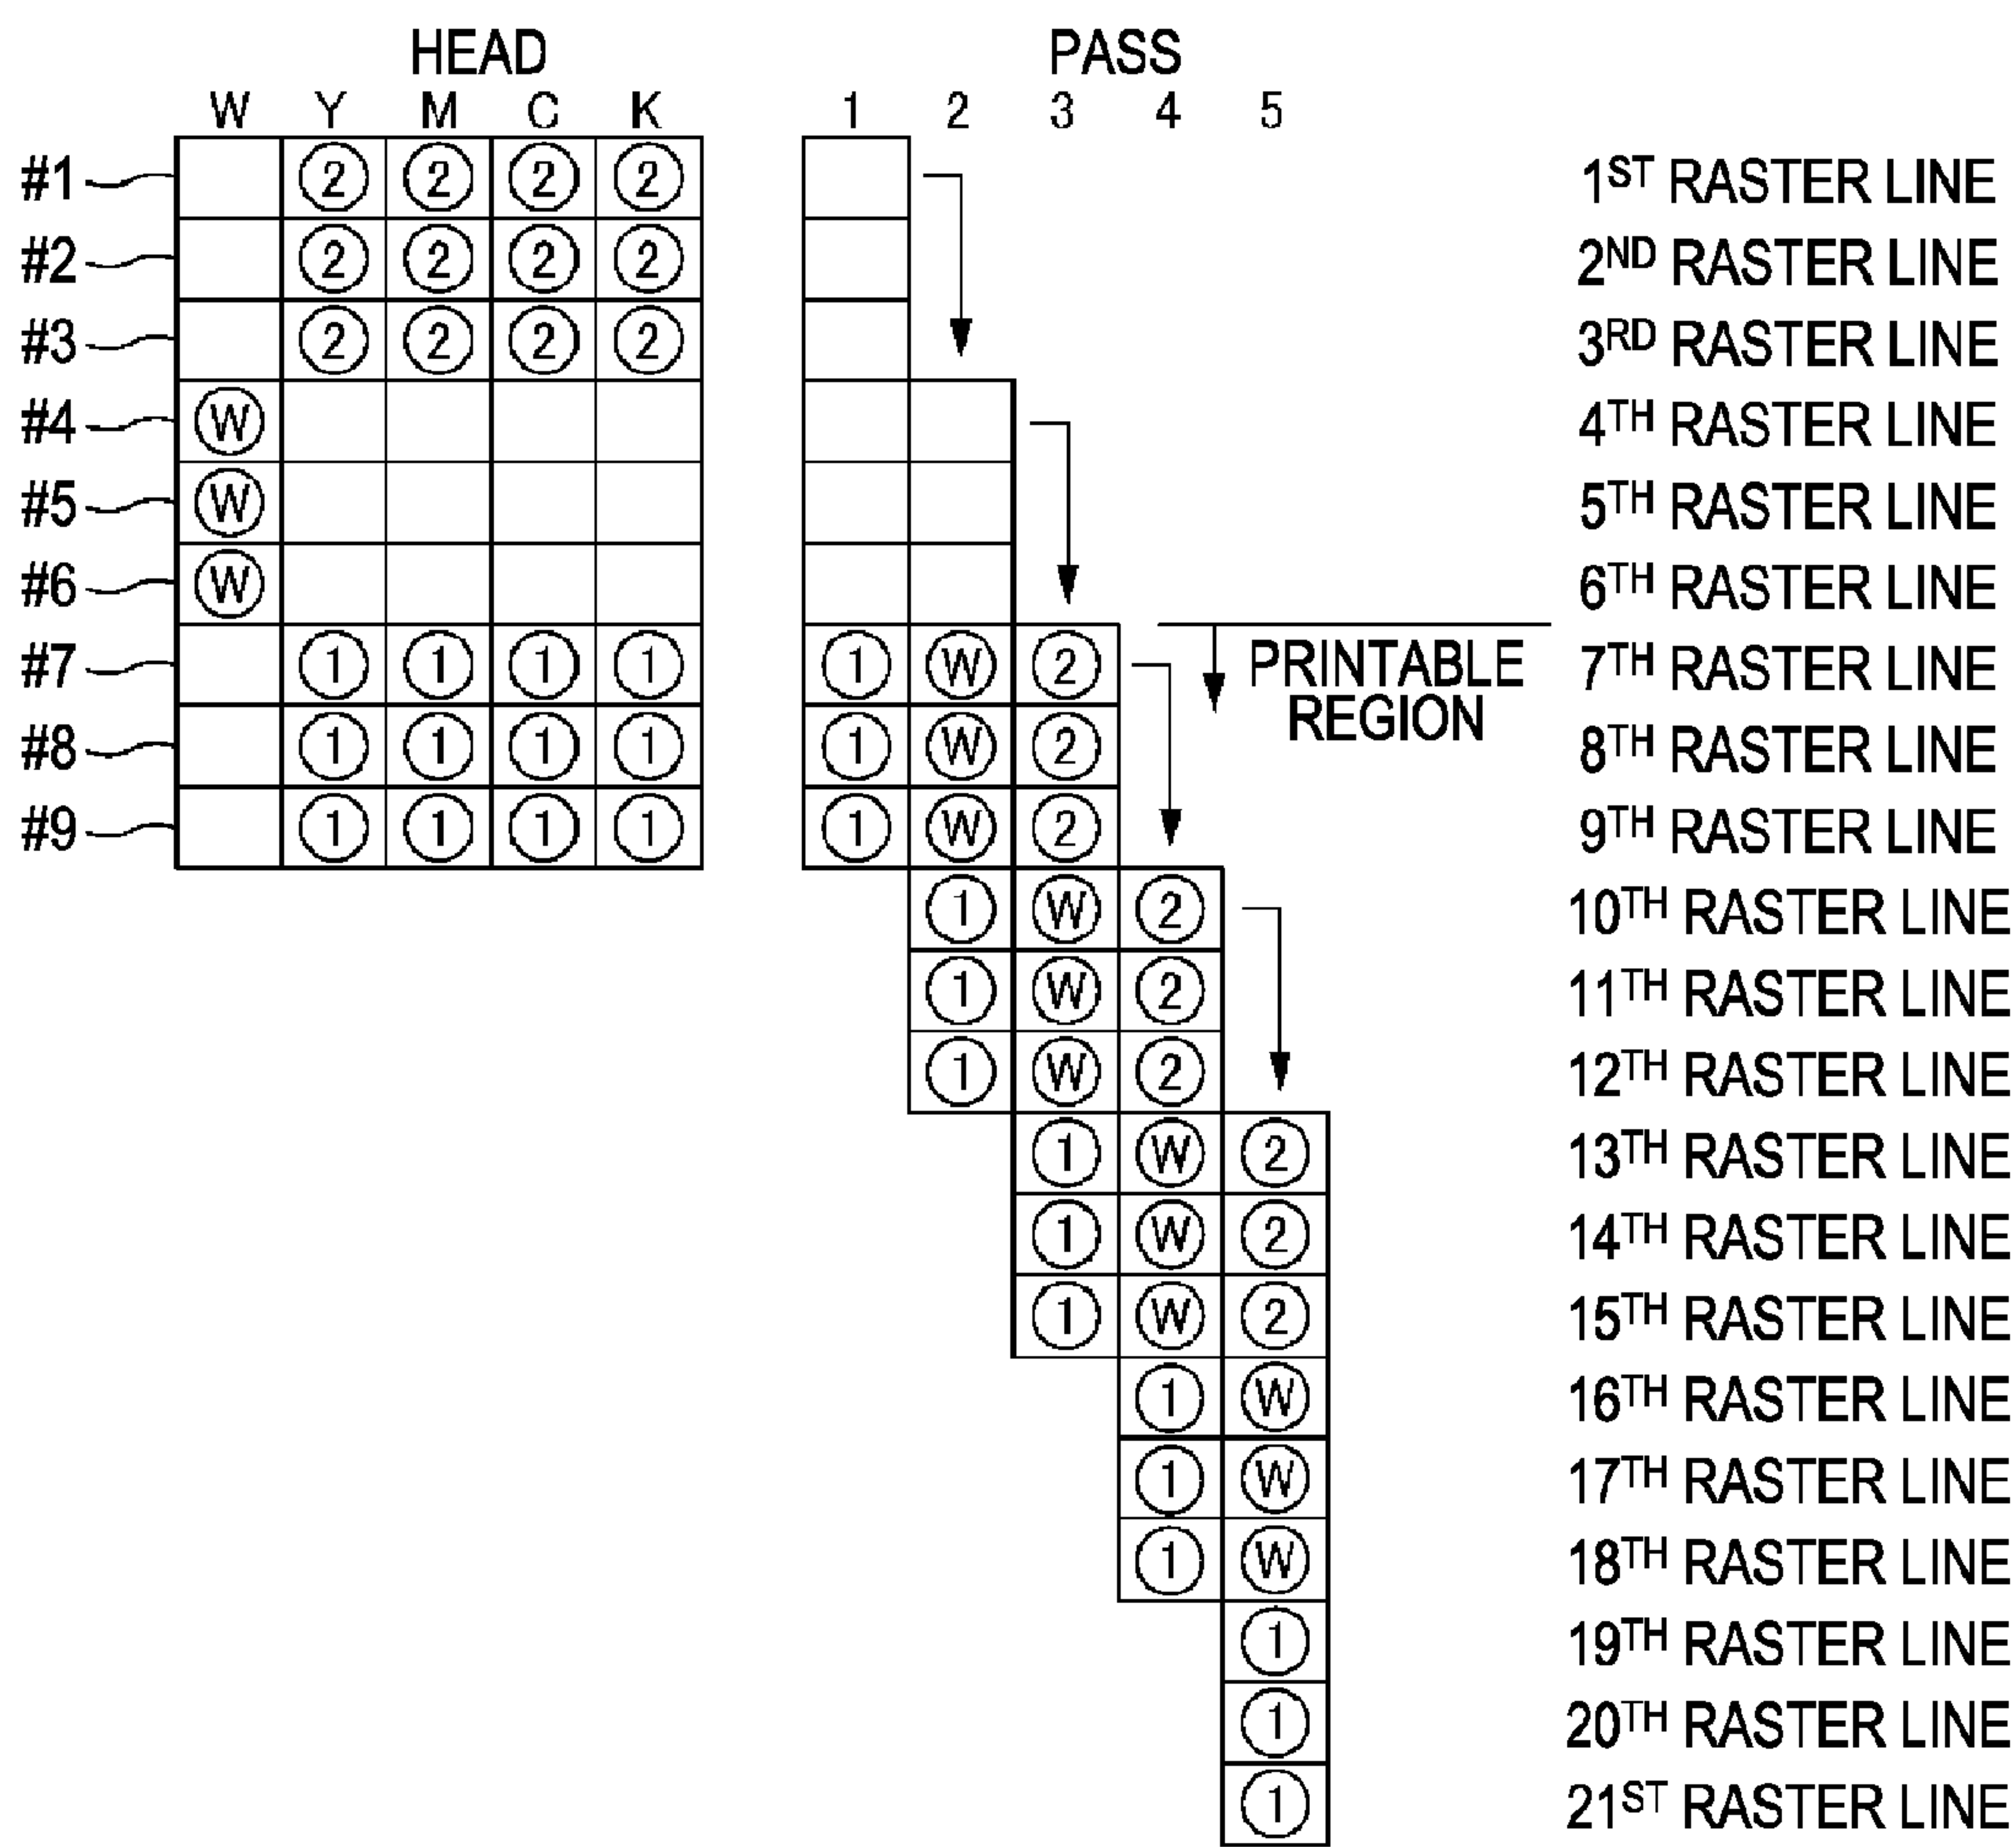 HEAD PASS
W Y M C K 1 2 3 4 5
#1 2 2 2 2 1ST RASTER LINE
#2 2 2 2 2 2ND RASTER LINE
#3 2 2 2 2 3RD RASTER LINE
#4 W 4TH RASTER LINE
#5 W 5TH RASTER LINE
#6 W 6TH RASTER LINE
#7 1 1 1 1 1 W 2 PRINTABLE 7TH RASTER LINE
#8 1 1 1 1 1 W 2 REGION 8TH RASTER LINE
#9 1 1 1 1 1 W 2 9TH RASTER LINE
1 W 2 10TH RASTER LINE
1 W 2 11TH RASTER LINE
1 W 2 12TH RASTER LINE
1 W 2 13TH RASTER LINE
1 W 2 14TH RASTER LINE
1 W 2 15TH RASTER LINE
1 W 16TH RASTER LINE
1 W 17TH RASTER LINE
1 W 18TH RASTER LINE
1 19TH RASTER LINE
1 20TH RASTER LINE
1 21ST RASTER LINE